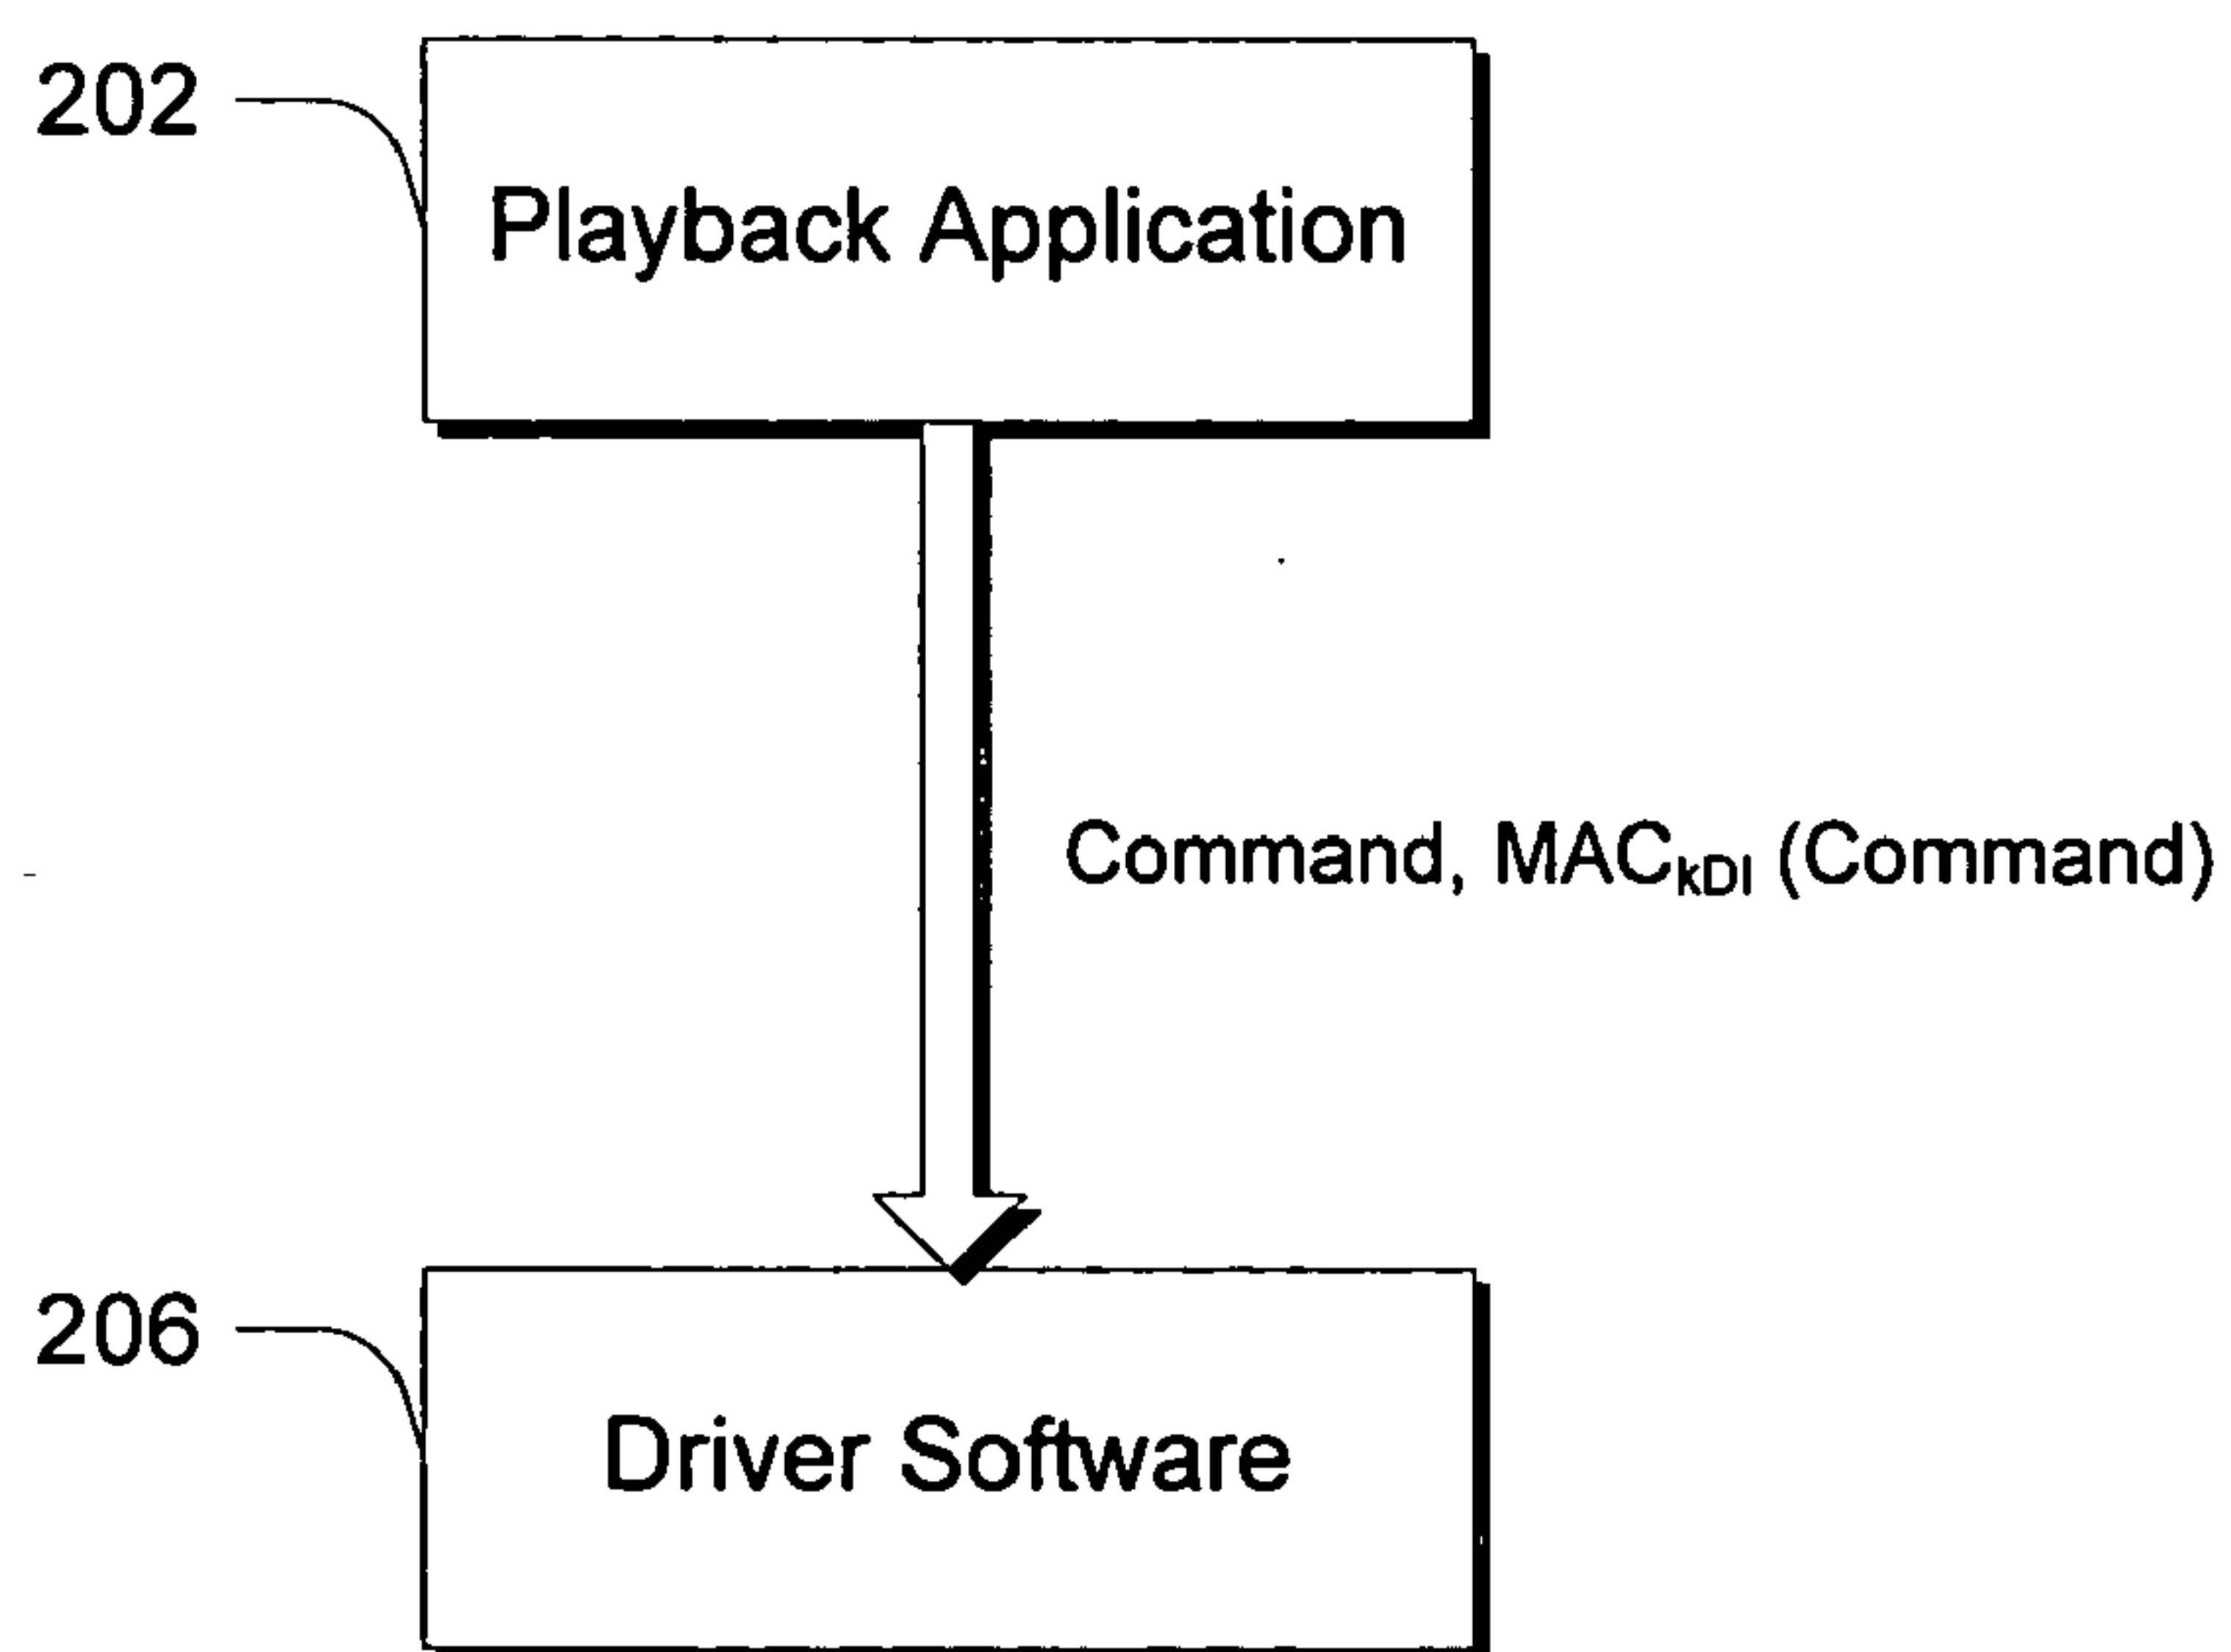 202
Playback Application
Command, MACkDI (Command)
206
Driver Software